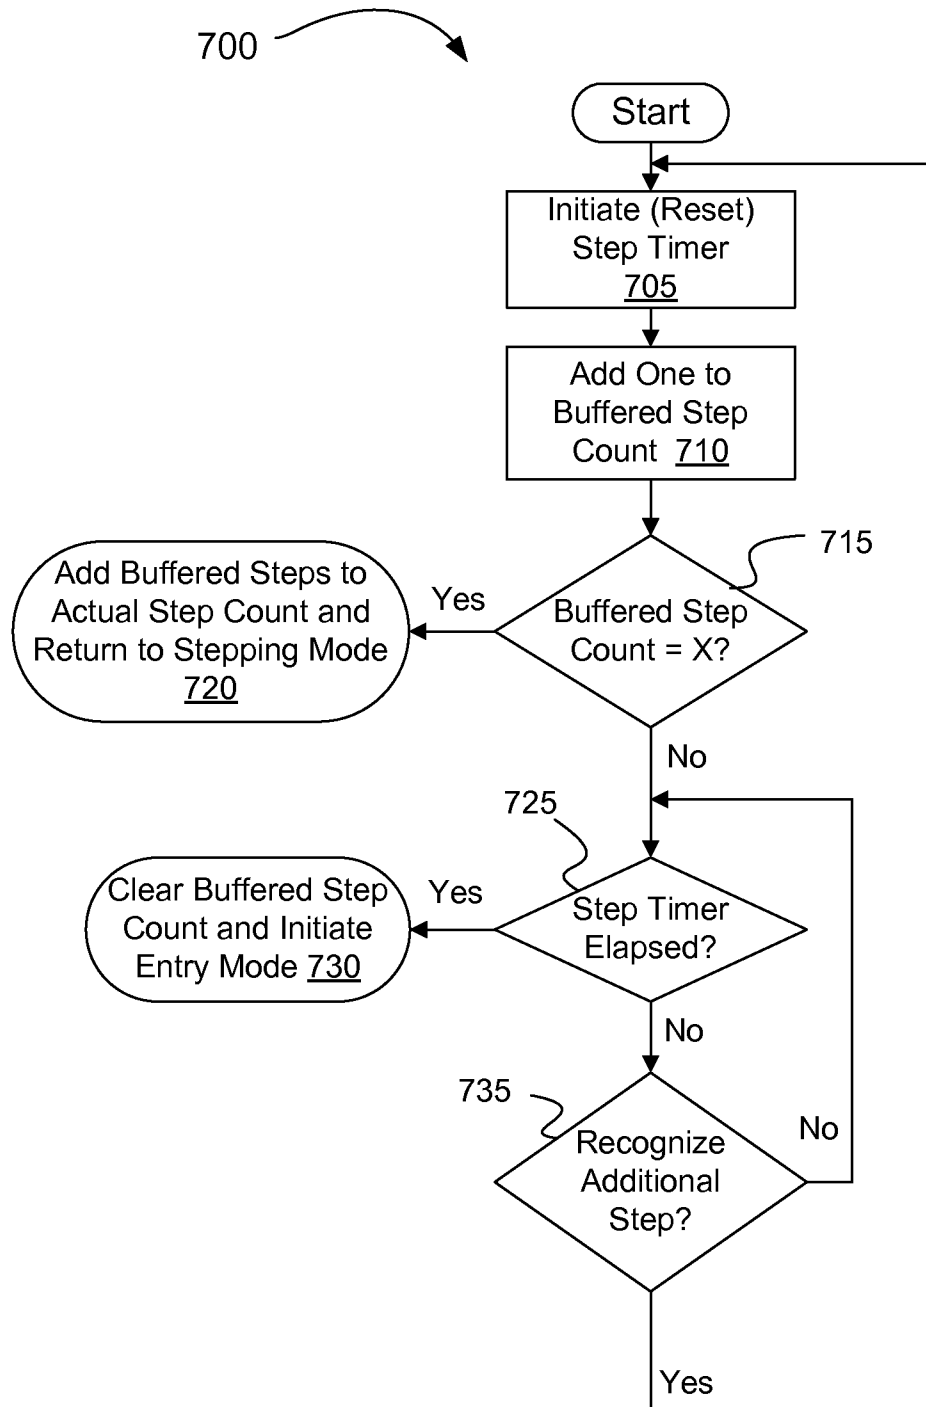 700
Start
Initiate (Reset)
Step Timer
705
Add One to
Buffered Step
Count 710
715
Buffered Step
Count = X?
Yes
Add Buffered Steps to
Actual Step Count and
Return to Stepping Mode
720
No
725
Step Timer
Elapsed?
Yes
Clear Buffered Step
Count and Initiate
Entry Mode 730
No
735
Recognize
Additional
Step?
No
Yes